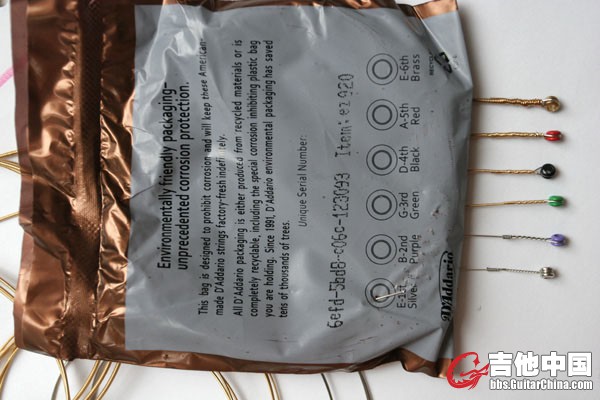 Environmentally friendly packaging-
unprecedented corrosion protection.
This bag is designed to prohibit corrosion and will keep these American-
made D'Addario strings factory-fresh indefinitely.
All D'Addario packaging is either produced from recycled materials or is
completely recyclable, including the special corrosion inhibiting plastic bag
you are holding. Since 1991, D'Addario environmental packaging has saved
tens of thousands of trees.
Unique Serial Number:
Item: ez920
E-1st
Silver
B-2nd
Purple
G-3rd
Green
D-4th
Black
A-5th
Red
E-6th
Brass
D'Addario
吉他中国
bbs.GuitarChina.com